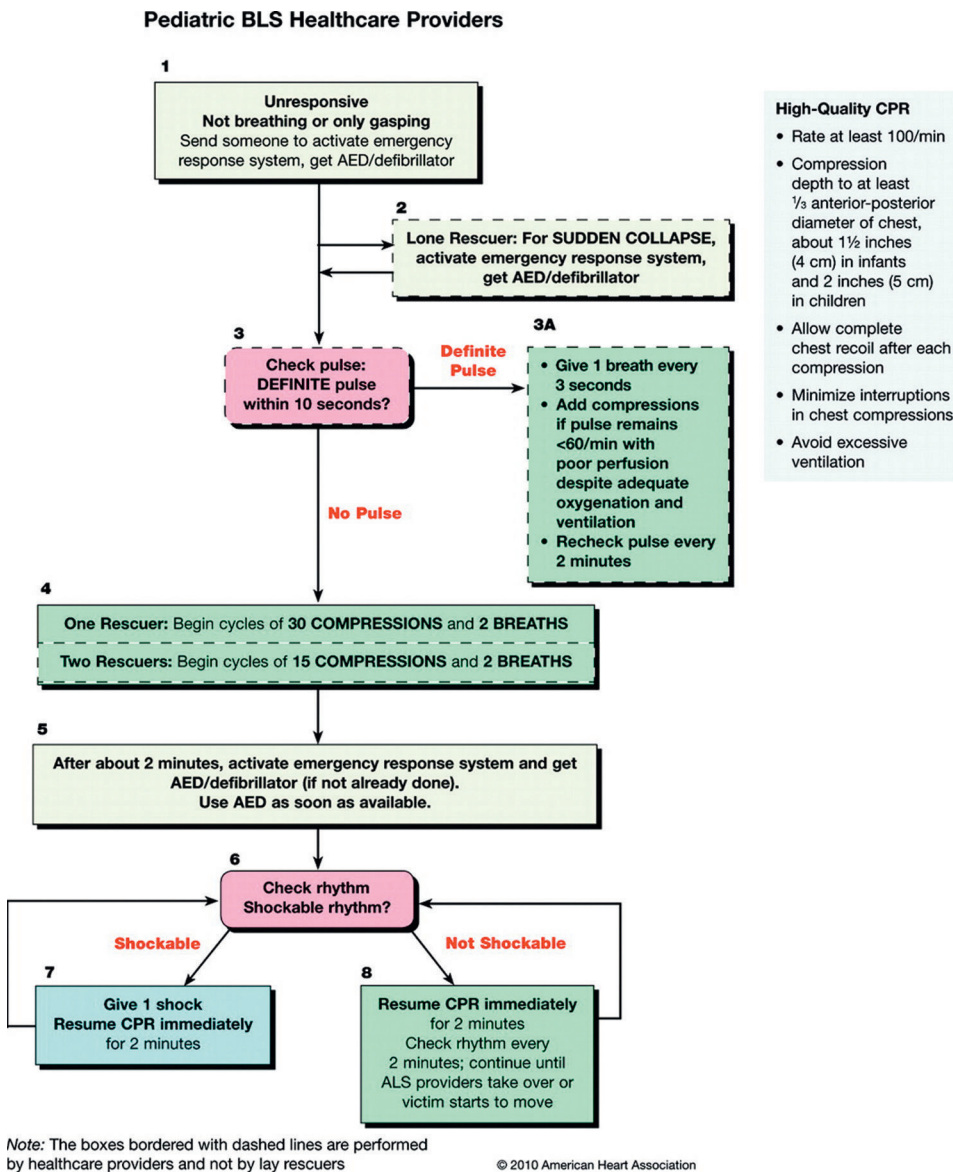 Pediatric BLS Healthcare Providers
1
Unresponsive
Not breathing or only gasping
Send someone to activate emergency
response system, get AED/defibrillator
2
Lone Rescuer: For SUDDEN COLLAPSE,
activate emergency response system,
get AED/defibrillator
3
Check pulse:
DEFINITE pulse
within 10 seconds?
Definite
Pulse
3A
• Give 1 breath every
3 seconds
• Add compressions
if pulse remains
<60/min with
poor perfusion
despite adequate
oxygenation and
ventilation
• Recheck pulse every
2 minutes
No Pulse
4
One Rescuer: Begin cycles of 30 COMPRESSIONS and 2 BREATHS
Two Rescuers: Begin cycles of 15 COMPRESSIONS and 2 BREATHS
5
After about 2 minutes, activate emergency response system and get
AED/defibrillator (if not already done).
Use AED as soon as available.
6
Check rhythm
Shockable rhythm?
Shockable
Not Shockable
7
Give 1 shock
Resume CPR immediately
for 2 minutes
8
Resume CPR immediately
for 2 minutes
Check rhythm every
2 minutes; continue until
ALS providers take over or
victim starts to move
High-Quality CPR
• Rate at least 100/min
• Compression
depth to at least
1/3 anterior-posterior
diameter of chest,
about 1½ inches
(4 cm) in infants
and 2 inches (5 cm)
in children
• Allow complete
chest recoil after each
compression
• Minimize interruptions
in chest compressions
• Avoid excessive
ventilation
Note: The boxes bordered with dashed lines are performed
by healthcare providers and not by lay rescuers
© 2010 American Heart Association